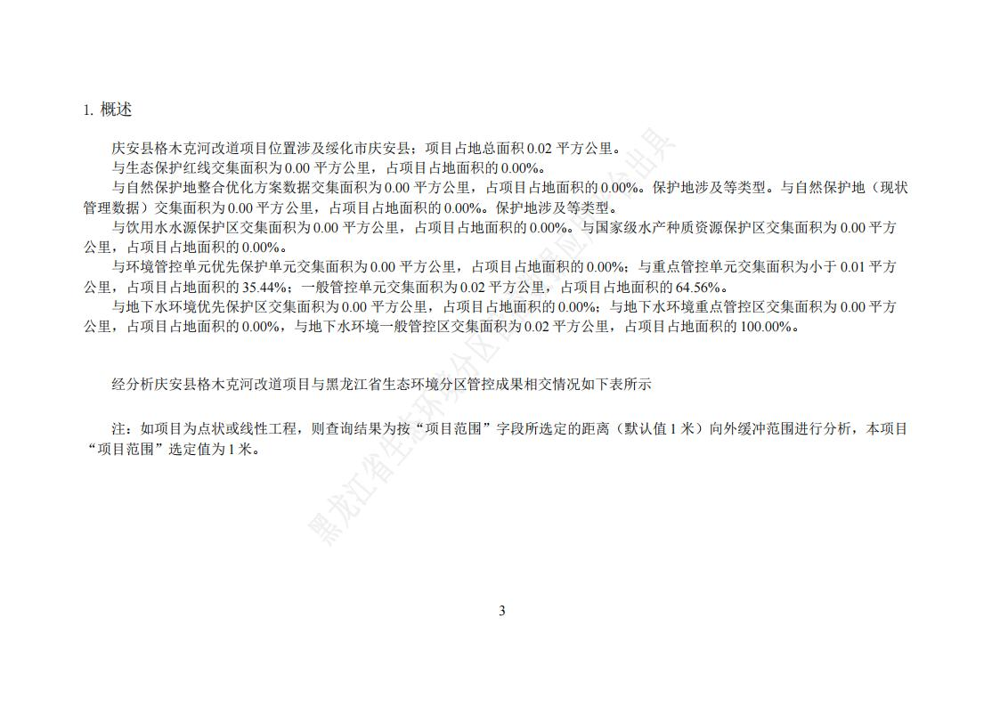 1. 概述
庆安县格木克河改道项目位置涉及绥化市庆安县；项目占地总面积 0.02 平方公里。
与生态保护红线交集面积为 0.00 平方公里，占项目占地面积的 0.00%。
与自然保护地整合优化方案数据交集面积为 0.00 平方公里，占项目占地面积的 0.00%。保护地涉及等类型。与自然保护地（现状
管理数据）交集面积为 0.00 平方公里，占项目占地面积的 0.00%。保护地涉及等类型。
与饮用水水源保护区交集面积为 0.00 平方公里，占项目占地面积的 0.00%。与国家级水产种质资源保护区交集面积为 0.00 平方
公里，占项目占地面积的 0.00%。
与环境管控单元优先保护单元交集面积为 0.00 平方公里，占项目占地面积的 0.00%；与重点管控单元交集面积为小于 0.01 平方
公里，占项目占地面积的 35.44%；一般管控单元交集面积为 0.02 平方公里，占项目占地面积的 64.56%。
与地下水环境优先保护区交集面积为 0.00 平方公里，占项目占地面积的 0.00%；与地下水环境重点管控区交集面积为 0.00 平方
公里，占项目占地面积的 0.00%，与地下水环境一般管控区交集面积为 0.02 平方公里，占项目占地面积的 100.00%。
经分析庆安县格木克河改道项目与黑龙江省生态环境分区管控成果相交情况如下表所示
注：如项目为点状或线性工程，则查询结果为按“项目范围”字段所选定的距离（默认值 1 米）向外缓冲范围进行分析，本项目
“项目范围”选定值为 1 米。
3